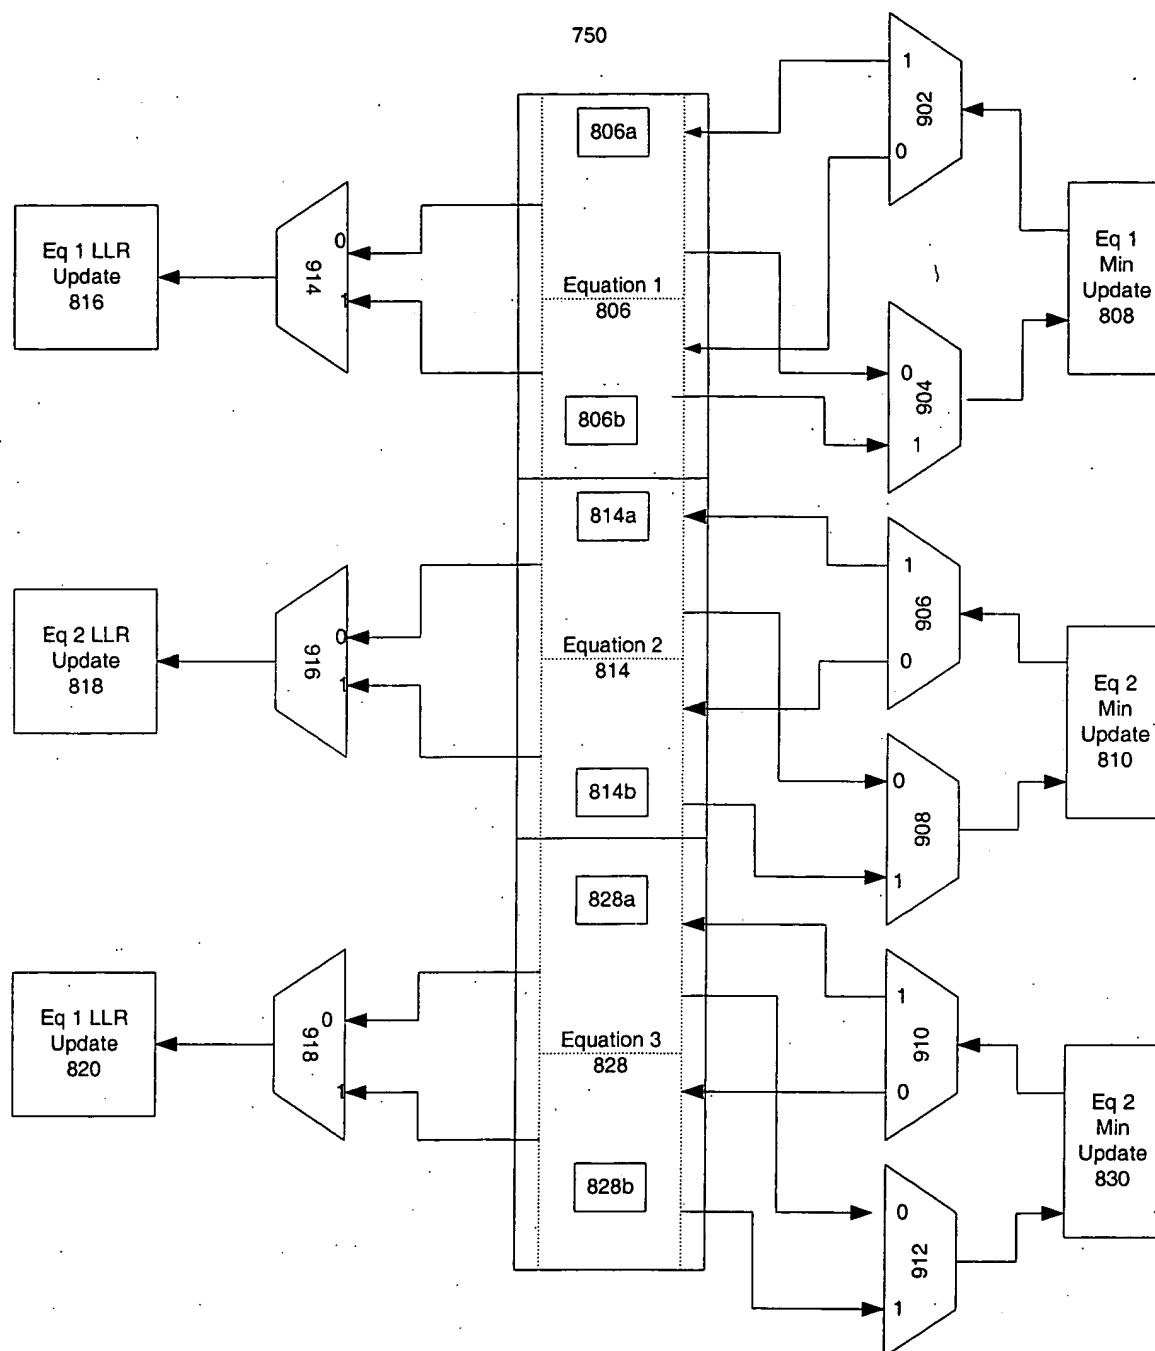 750
1
902
0
806a
Eq 1 LLR
Update
816
0
914
1
Equation 1
806
Eq 1
Min
Update
808
0
904
1
806b
814a
1
906
0
Eq 2 LLR
Update
818
0
916
1
Equation 2
814
Eq 2
Min
Update
810
0
908
1
814b
828a
1
910
0
Eq 1 LLR
Update
820
0
918
1
Equation 3
828
Eq 2
Min
Update
830
828b
0
912
1